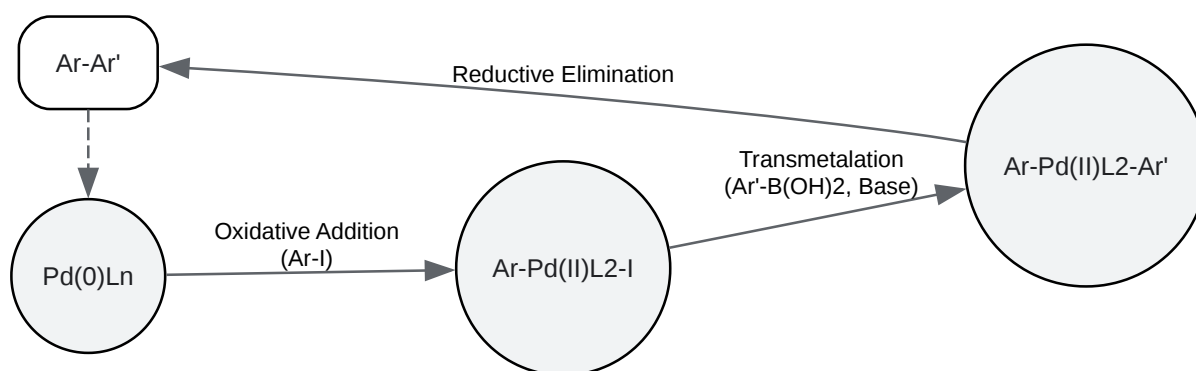 Ar-Ar'
Reductive Elimination
Transmetalation
(Ar'-B(OH)2, Base)
Ar-Pd(II)L2-Ar'
Oxidative Addition
(Ar-I)
Pd(0)Ln
Ar-Pd(II)L2-I